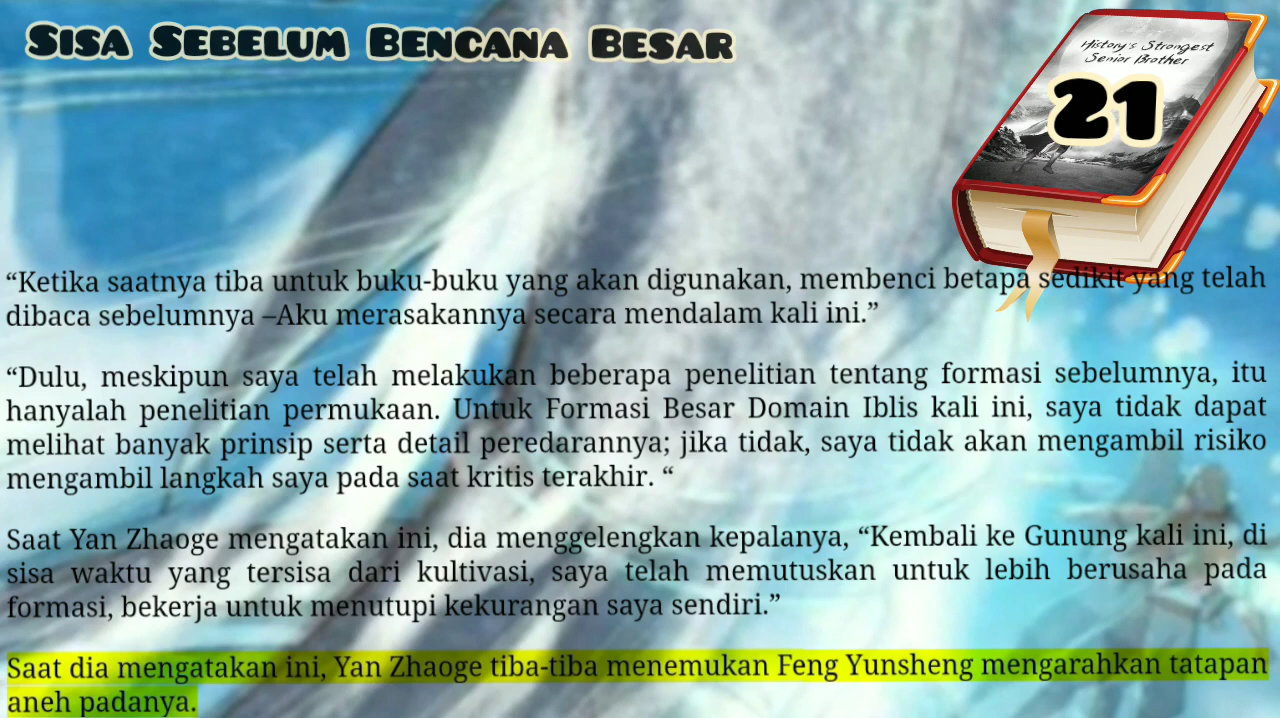 Sisa Sebelum Bencana Besar
History's Strongest
Senior Brother
21
“Ketika saatnya tiba untuk buku-buku yang akan digunakan, membenci betapa sedikit yang telah
dibaca sebelumnya –Aku merasakannya secara mendalam kali ini.”
“Dulu, meskipun saya telah melakukan beberapa penelitian tentang formasi sebelumnya, itu
hanyalah penelitian permukaan. Untuk Formasi Besar Domain Iblis kali ini, saya tidak dapat
melihat banyak prinsip serta detail peredarannya; jika tidak, saya tidak akan mengambil risiko
mengambil langkah saya pada saat kritis terakhir. “
Saat Yan Zhaoge mengatakan ini, dia menggelengkan kepalanya, “Kembali ke Gunung kali ini, di
sisa waktu yang tersisa dari kultivasi, saya telah memutuskan untuk lebih berusaha pada
formasi, bekerja untuk menutupi kekurangan saya sendiri.”
Saat dia mengatakan ini, Yan Zhaoge tiba-tiba menemukan Feng Yunsheng mengarahkan tatapan
aneh padanya.